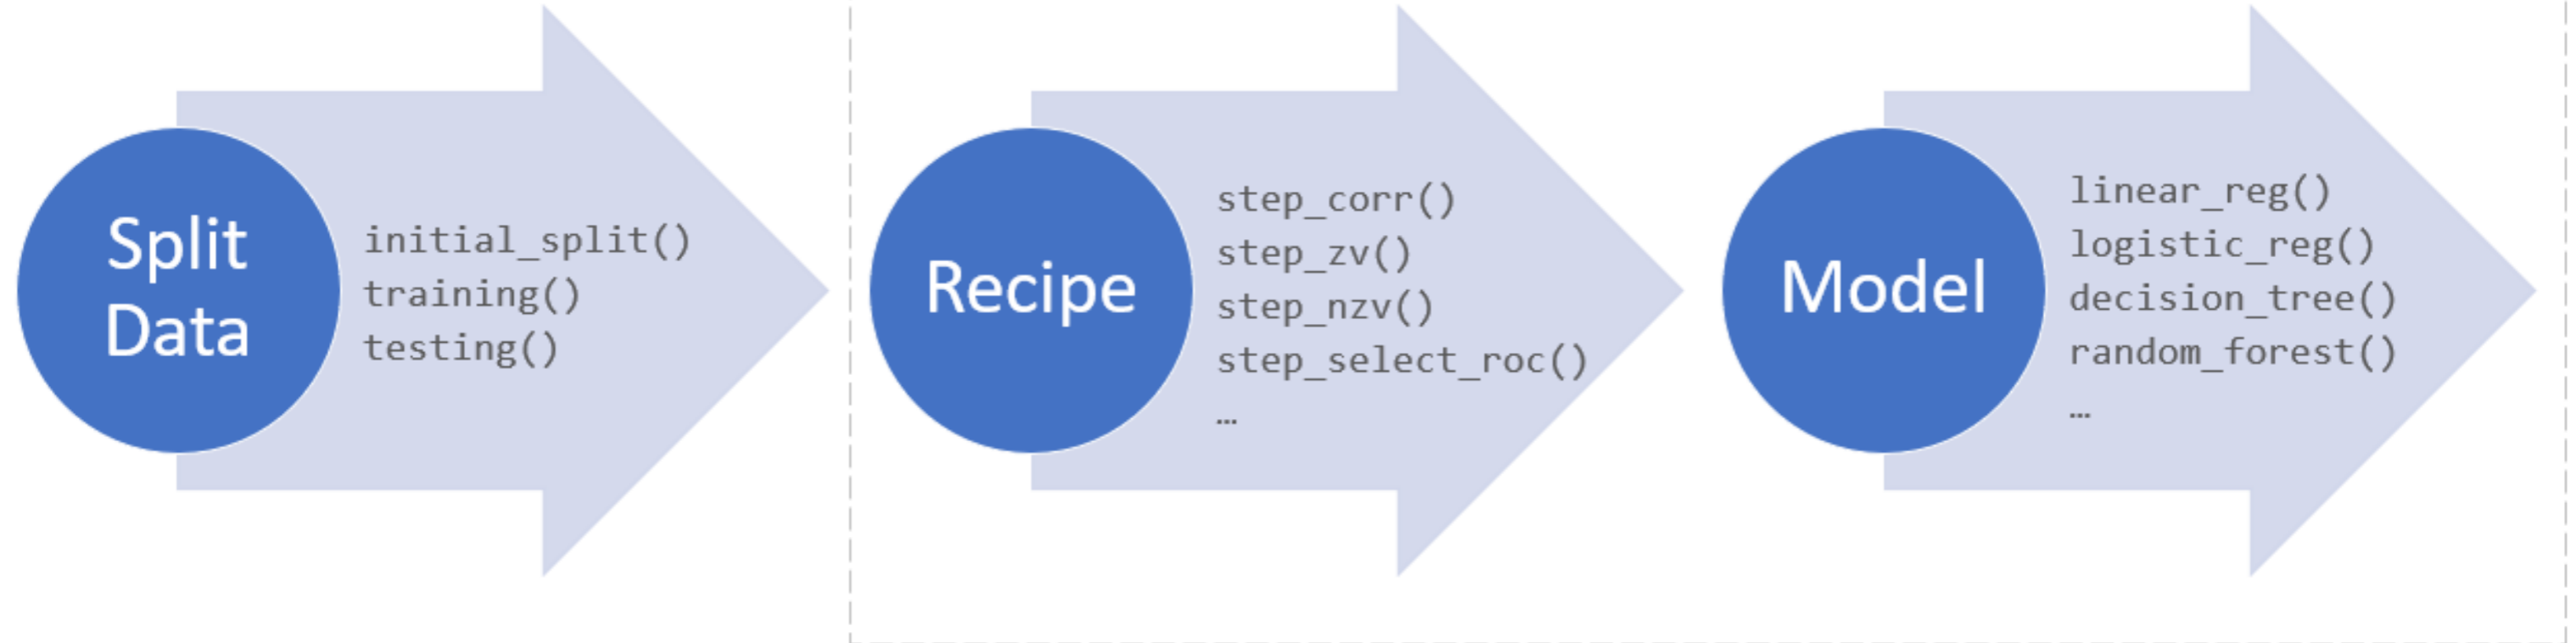 Split
Data
initial_split()
training()
testing()
Recipe
step_corr()
step_zv()
step_nzv()
step_select_roc()
…
Model
linear_reg()
logistic_reg()
decision_tree()
random_forest()
…